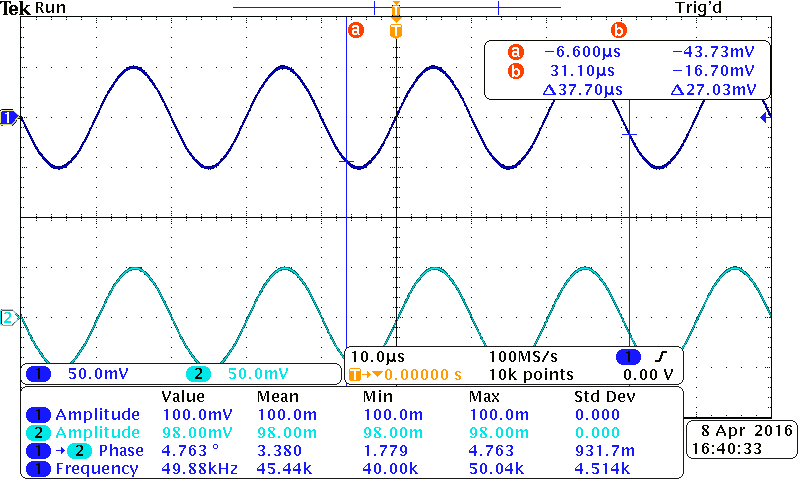 Tek Run T Trig'd
a T b
a −6.600µs −43.73mV
b 31.10µs −16.70mV
Δ37.70µs Δ27.03mV
1
2
1 50.0mV 2 50.0mV
10.0µs 100MS/s 1 ƒ
T→▼0.00000 s 10k points 0.00 V
Value Mean Min Max Std Dev
1 Amplitude 100.0mV 100.0m 100.0m 100.0m 0.000
2 Amplitude 98.00mV 98.00m 98.00m 98.00m 0.000
1 → 2 Phase 4.763 ° 3.380 1.779 4.763 931.7m
1 Frequency 49.88kHz 45.44k 40.00k 50.04k 4.514k
8 Apr 2016
16:40:33